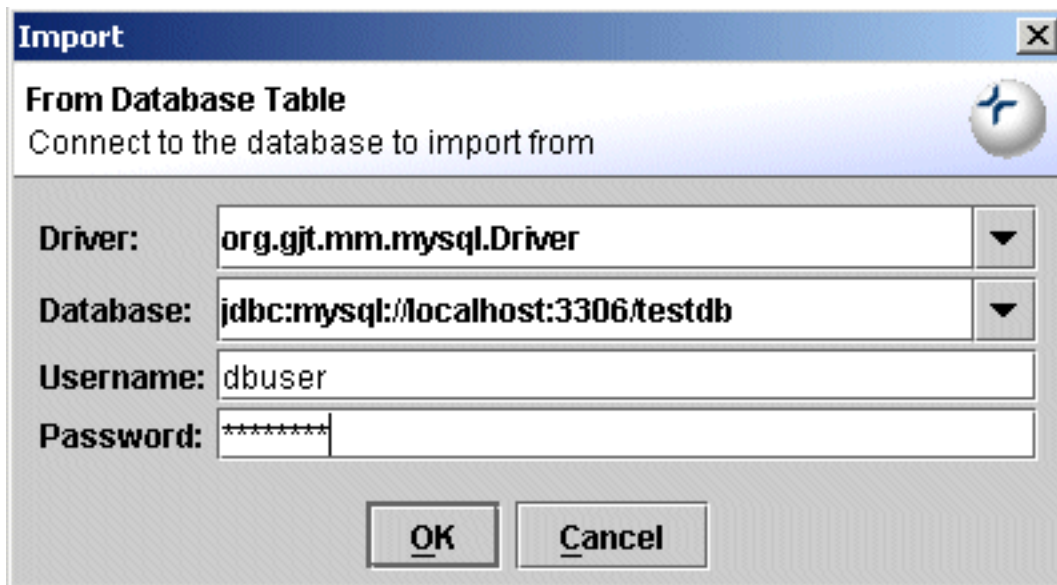 Import
From Database Table
Connect to the database to import from
Driver: org.gjt.mm.mysql.Driver
Database: jdbc:mysql://localhost:3306/testdb
Username: dbuser
Password: ********
OK Cancel